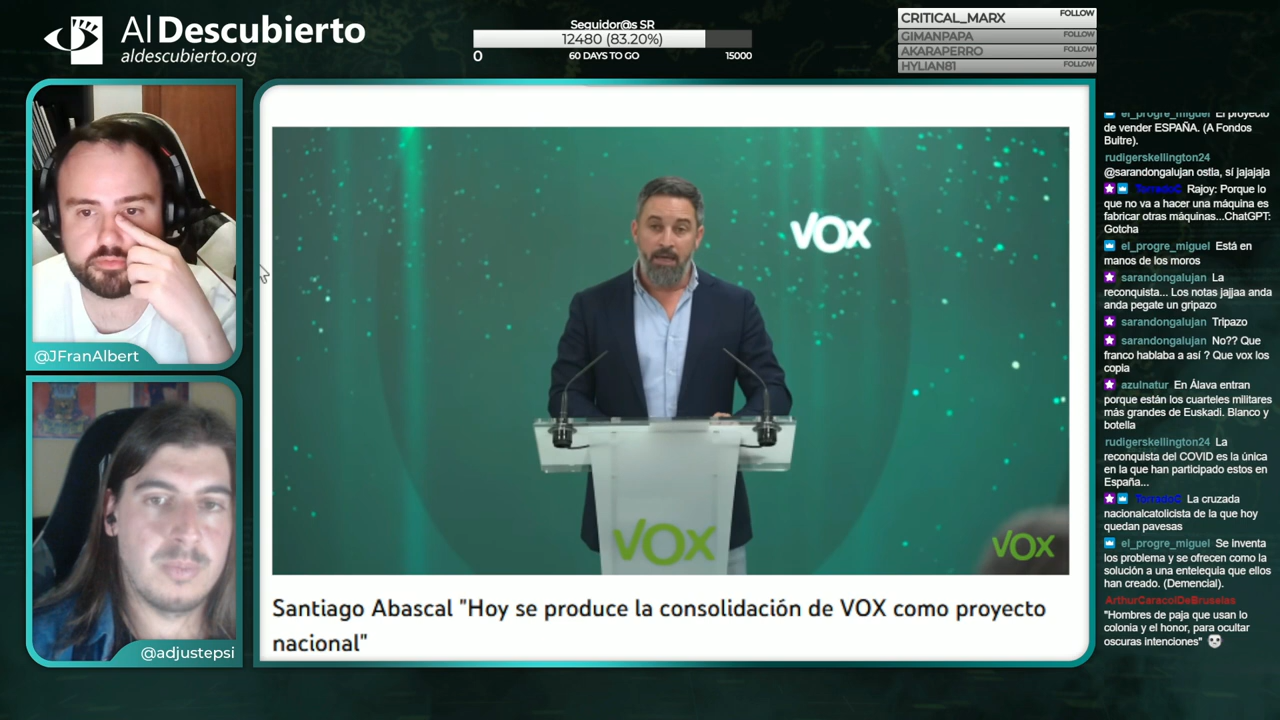 Al Descubierto
aldescubierto.org
Seguidor@s SR
12480 (83.20%)
0
60 DAYS TO GO
15000
CRITICAL_MARX FOLLOW
GIMANPAPA FOLLOW
AKARAPERRO FOLLOW
HYLIAN81 FOLLOW
@JFranAlbert
@adjustepsi
VOX
VOX
VOX
Santiago Abascal "Hoy se produce la consolidación de VOX como proyecto
nacional"
el_progre_miguel El proyecto
de vender ESPAÑA. (A Fondos
Buitre).
rudigerskellington24
@sarandongalujan ostia, sí jajajaja
TorradoC Rajoy: Porque lo
que no va a hacer una máquina es
fabricar otras máquinas...ChatGPT:
Gotcha
el_progre_miguel Está en
manos de los moros
sarandongalujan La
reconquista... Los notas jajjaa anda
anda pegate un gripazo
sarandongalujan Tripazo
sarandongalujan No?? Que
franco hablaba a así ? Que vox los
copia
azulnatur En Álava entran
porque están los cuarteles militares
más grandes de Euskadi. Blanco y
botella
rudigerskellington24 La
reconquista del COVID es la única
en la que han participado estos en
España...
TorradoC La cruzada
nacionalcatolicista de la que hoy
quedan pavesas
el_progre_miguel Se inventa
los problema y se ofrecen como la
solución a una entelequia que ellos
han creado. (Demencial).
ArthurCaracolDeBruselas
"Hombres de paja que usan lo
colonia y el honor, para ocultar
oscuras intenciones" 💀